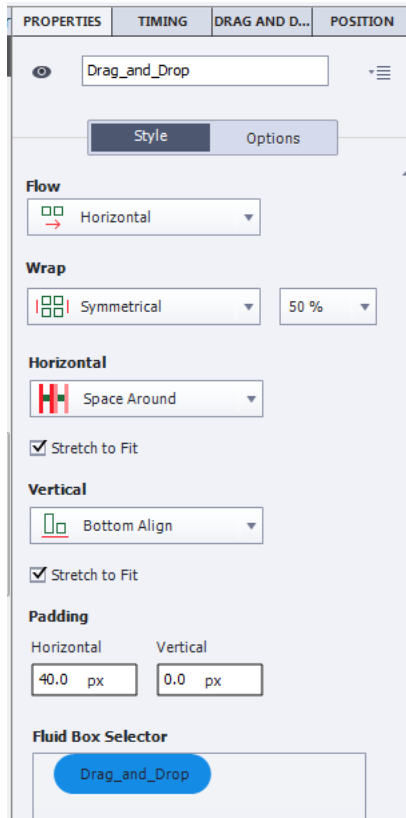 PROPERTIES TIMING DRAG AND D... POSITION
Drag_and_Drop
Style Options
Flow
Horizontal
Wrap
Symmetrical 50 %
Horizontal
Space Around
Stretch to Fit
Vertical
Bottom Align
Stretch to Fit
Padding
Horizontal Vertical
40.0 px 0.0 px
Fluid Box Selector
Drag_and_Drop